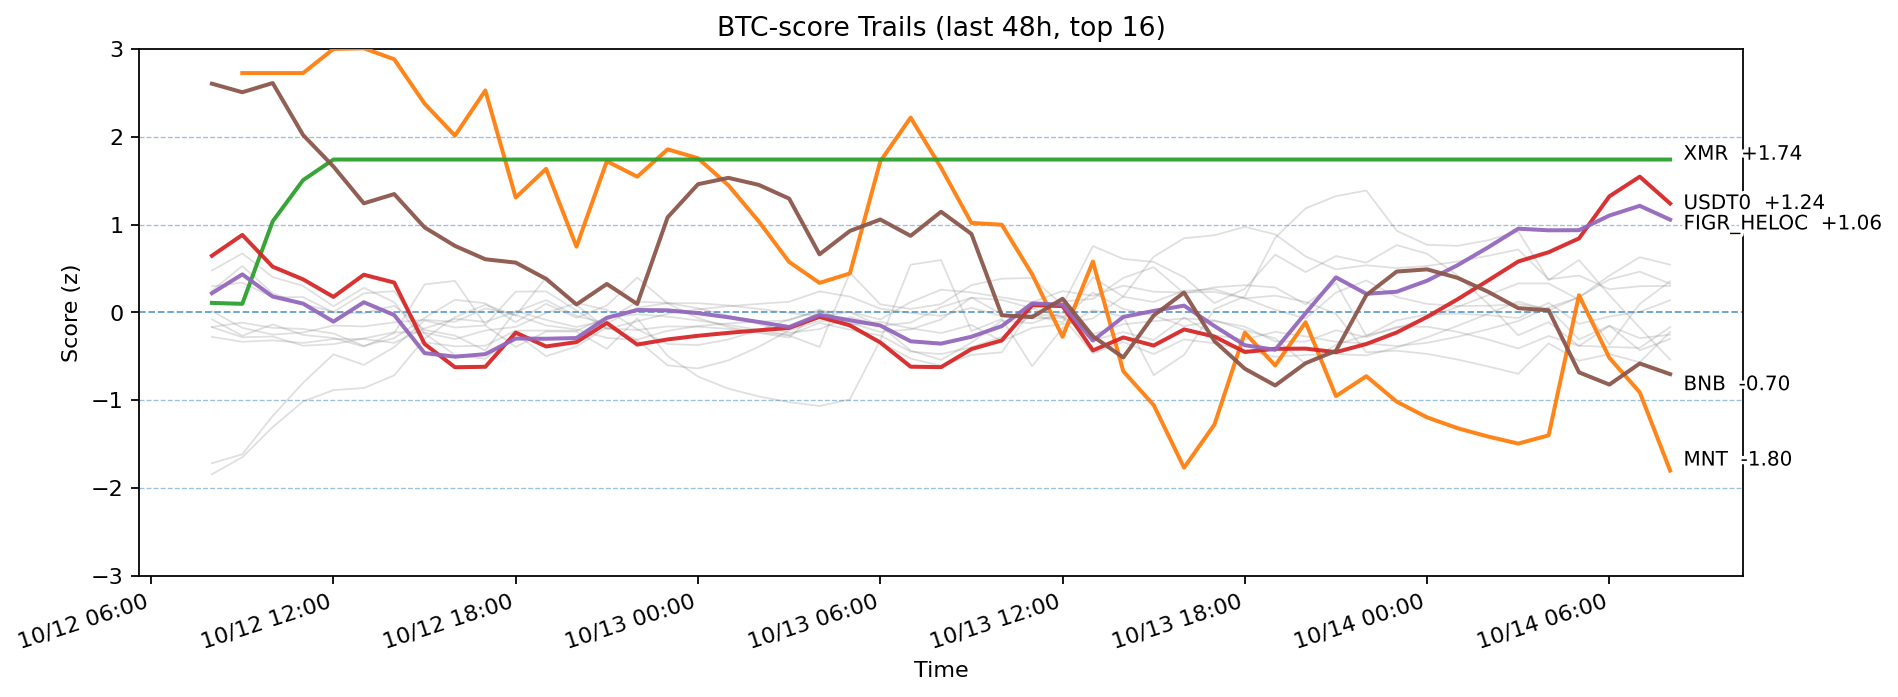 BTC-score Trails (last 48h, top 16)
3
2
1
0
−1
−2
−3
Score (z)
XMR +1.74
USDT0 +1.24
FIGR_HELOC +1.06
BNB -0.70
MNT -1.80
10/12 06:00
10/12 12:00
10/12 18:00
10/13 00:00
10/13 06:00
10/13 12:00
10/13 18:00
10/14 00:00
10/14 06:00
Time